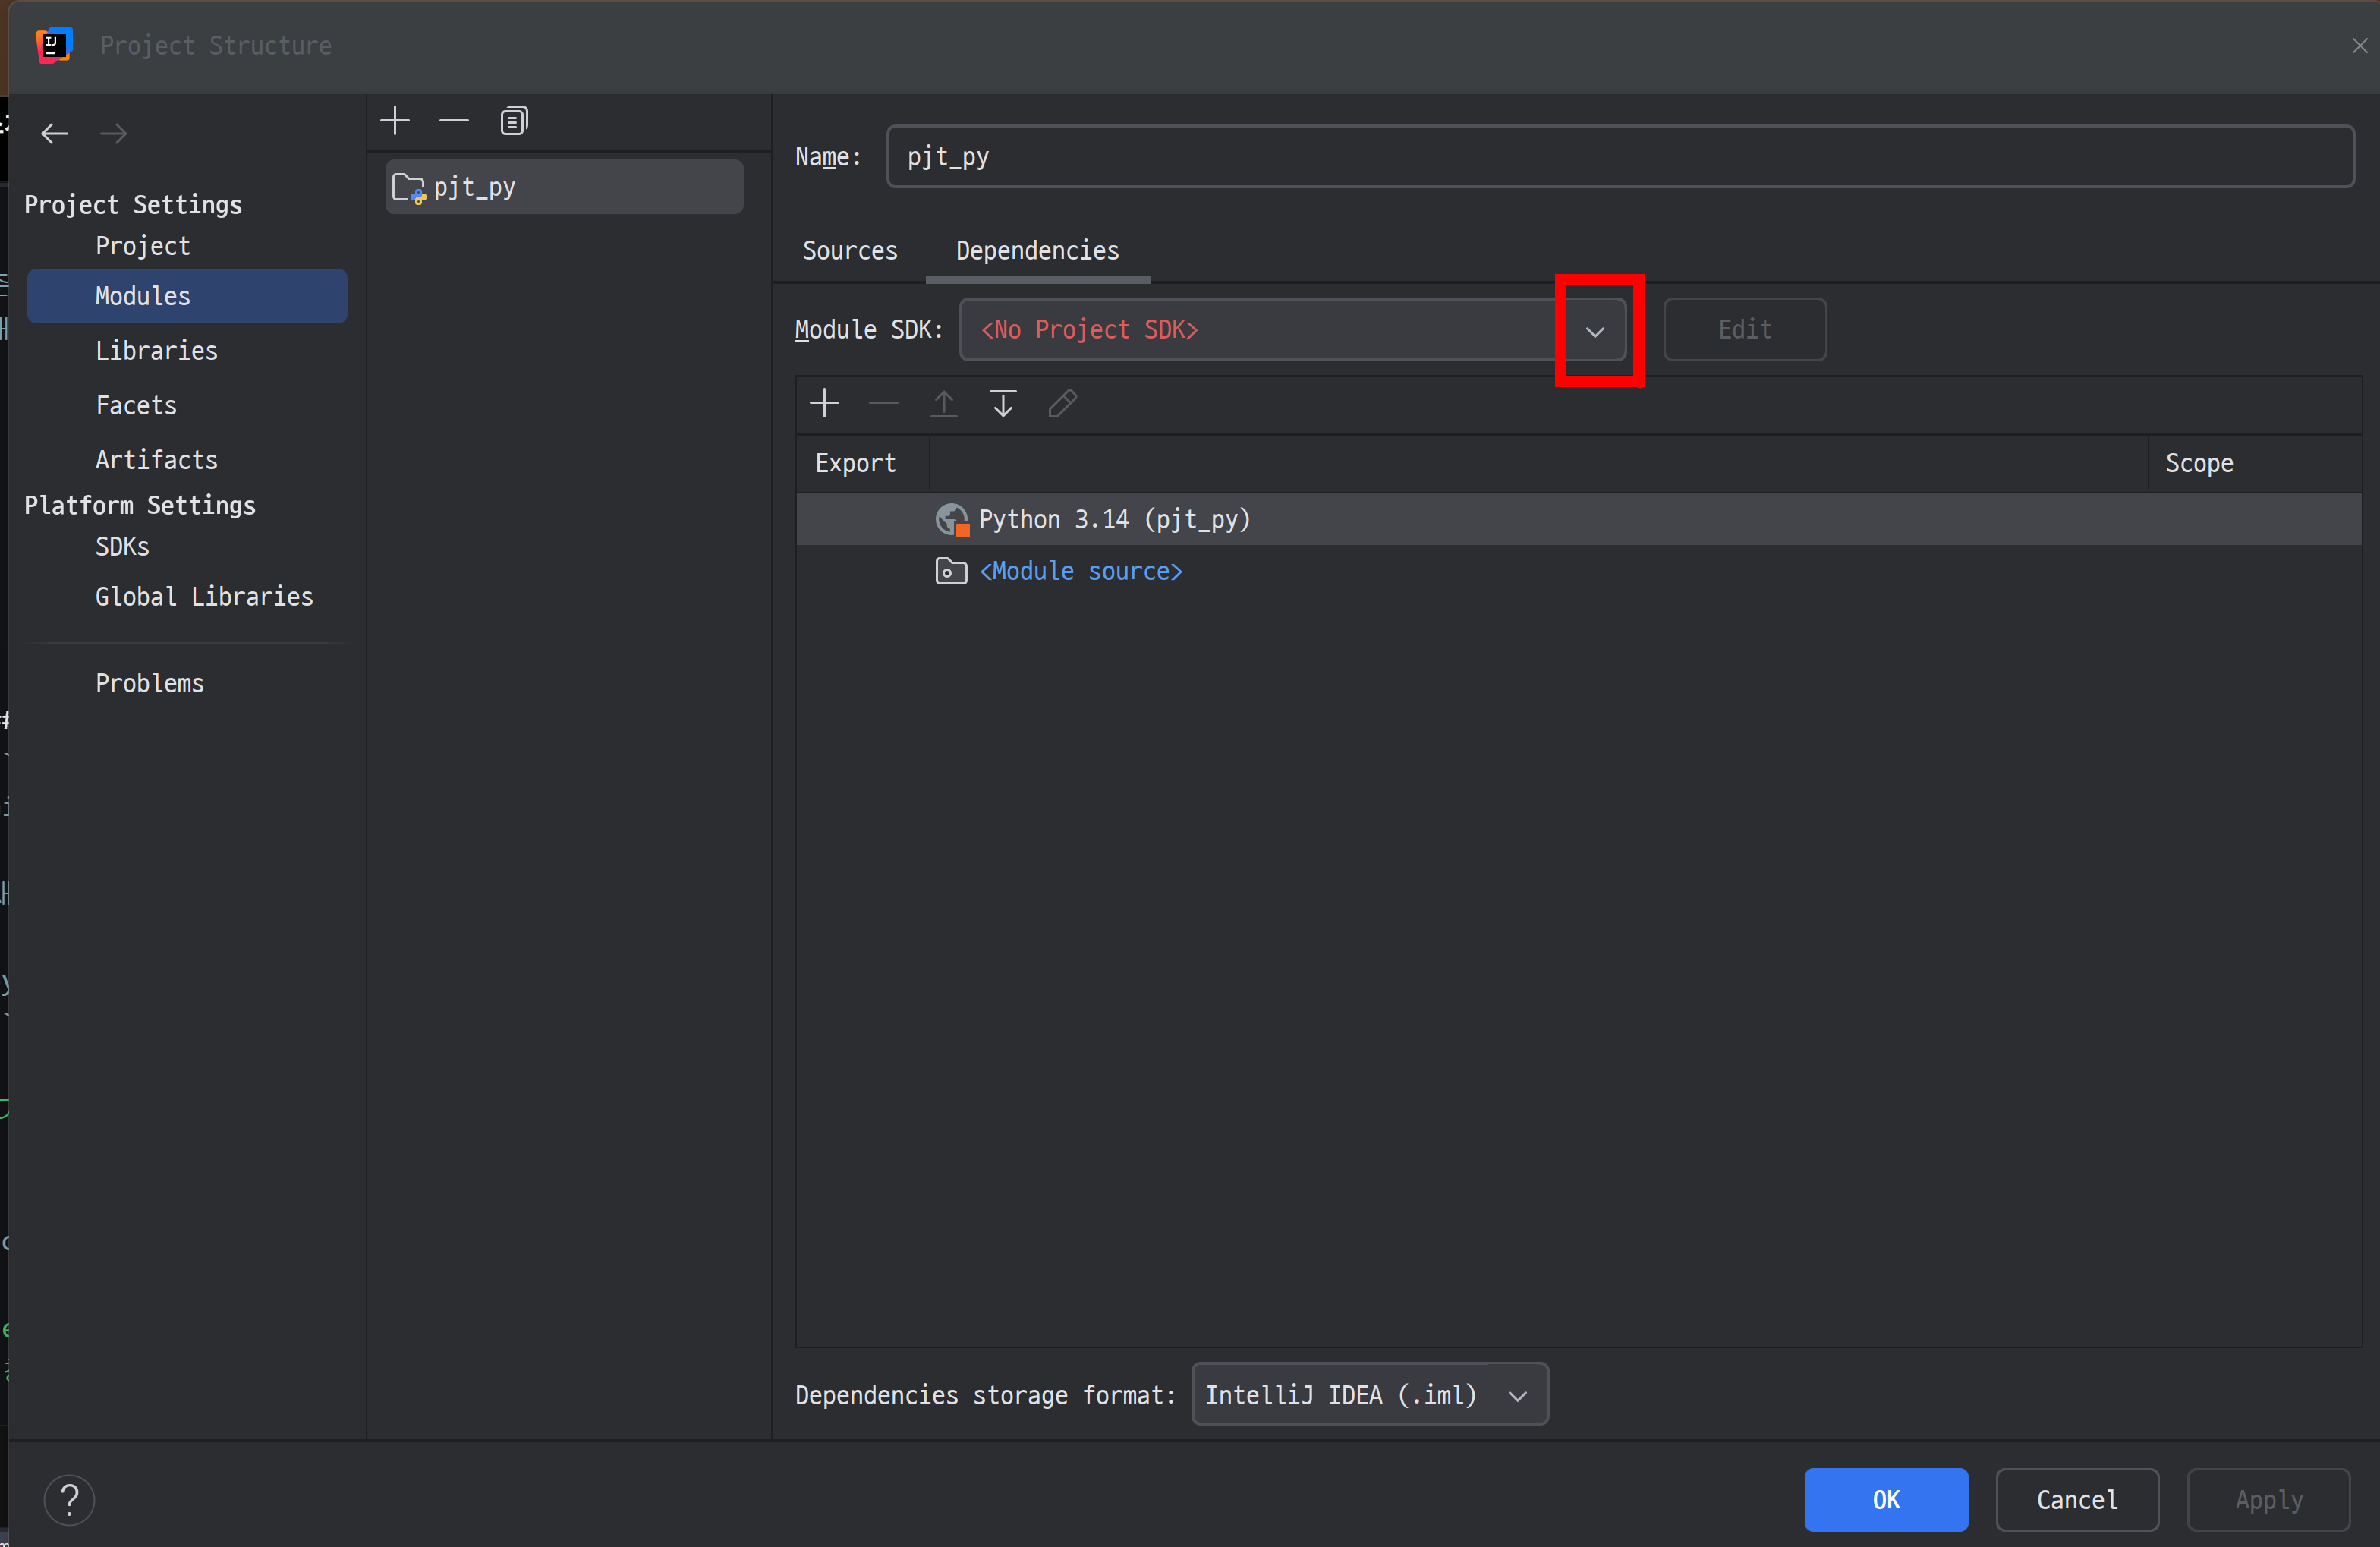 Project Structure
Project Settings
Project
Modules
Libraries
Facets
Artifacts
Platform Settings
SDKs
Global Libraries
Problems
pjt_py
Name: pjt_py
Sources Dependencies
Module SDK: <No Project SDK> Edit
Export Scope
Python 3.14 (pjt_py)
<Module source>
Dependencies storage format: IntelliJ IDEA (.iml)
? OK Cancel Apply